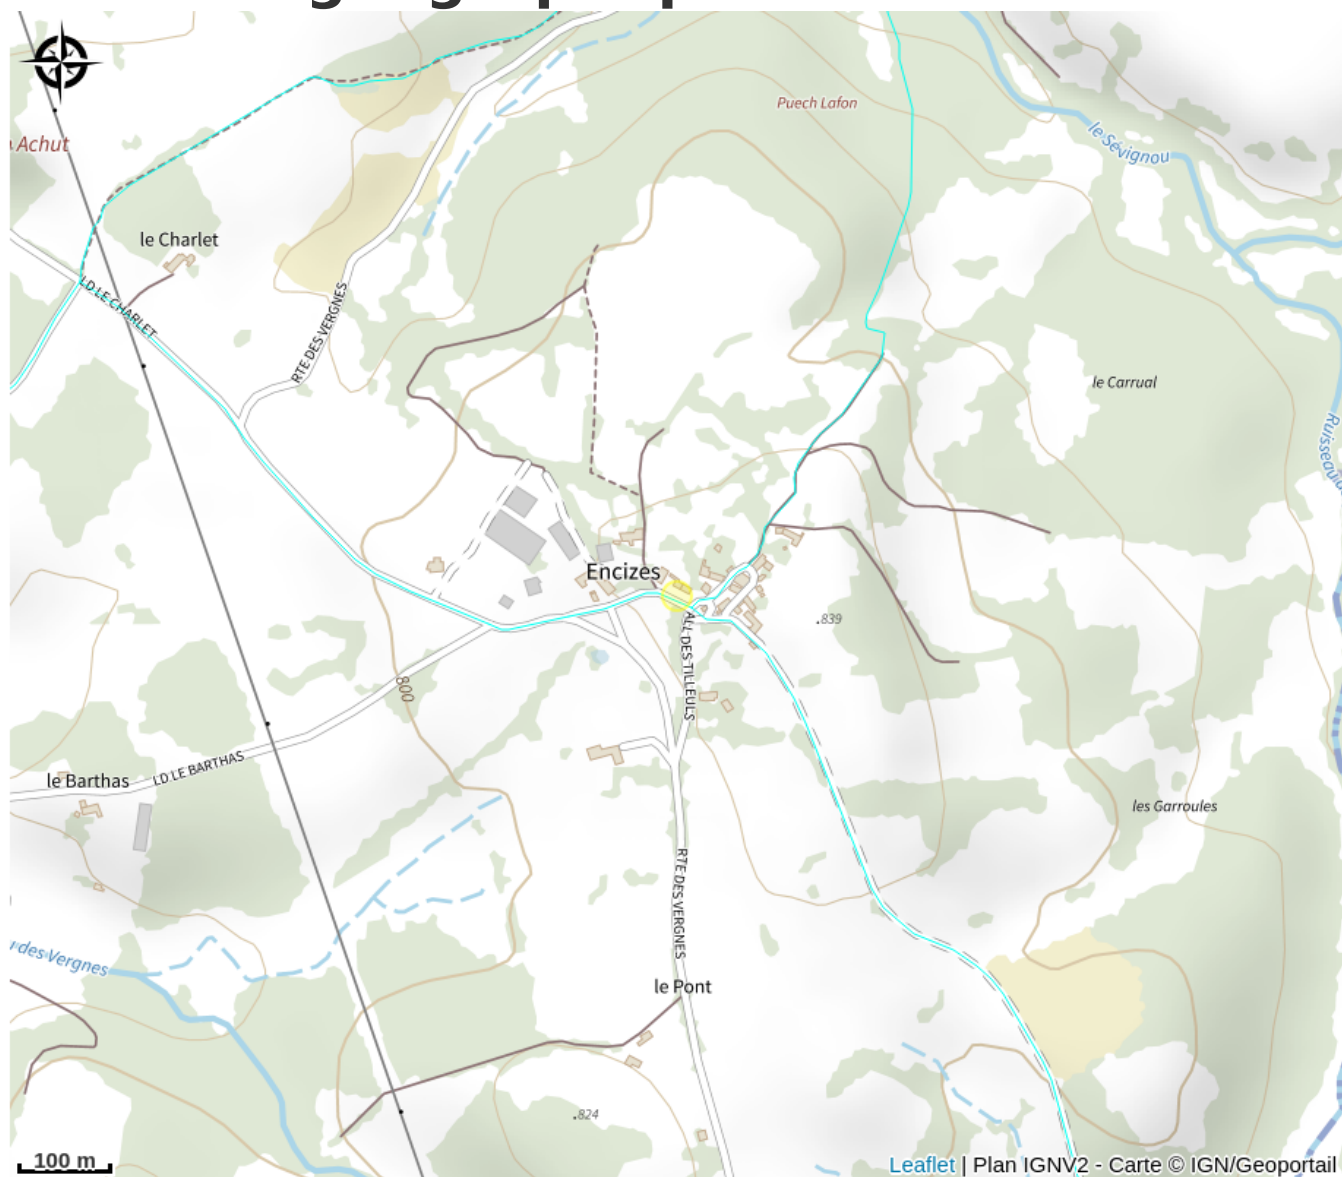 Puech Lafon
le Sévignou
Achut
le Charlet
LD LE CHARLET
RTE DES VERGNES
le Carrual
Encizes
839
ALL DES TILLEULS
800
le Barthas
LD LE BARTHAS
les Garroules
RTE DES VERGNES
des Vergnes
le Pont
824
100 m
Leaflet | Plan IGNV2 - Carte © IGN/Geoportail